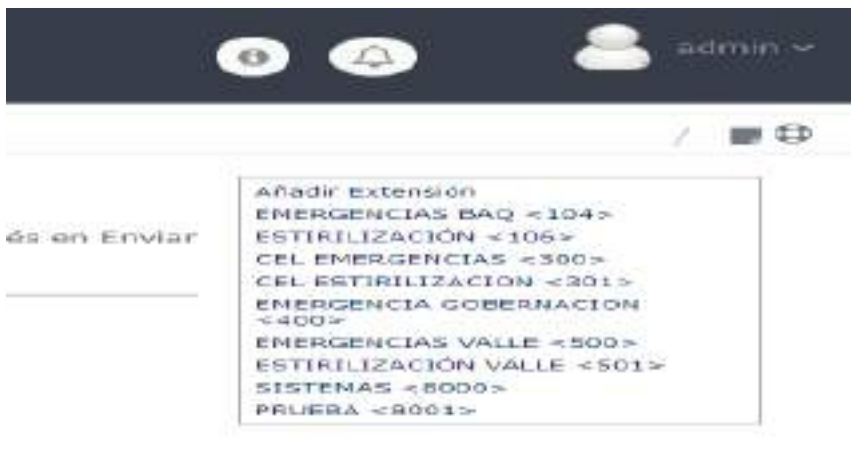 admin
és en Enviar
Añadir Extensión
EMERGENCIAS BAQ <104>
ESTIRILIZACIÓN <106>
CEL EMERGENCIAS <300>
CEL ESTIRILIZACION <301>
EMERGENCIA GOBERNACION
<400>
EMERGENCIAS VALLE <500>
ESTIRILIZACIÓN VALLE <501>
SISTEMAS <8000>
PRUEBA <8001>